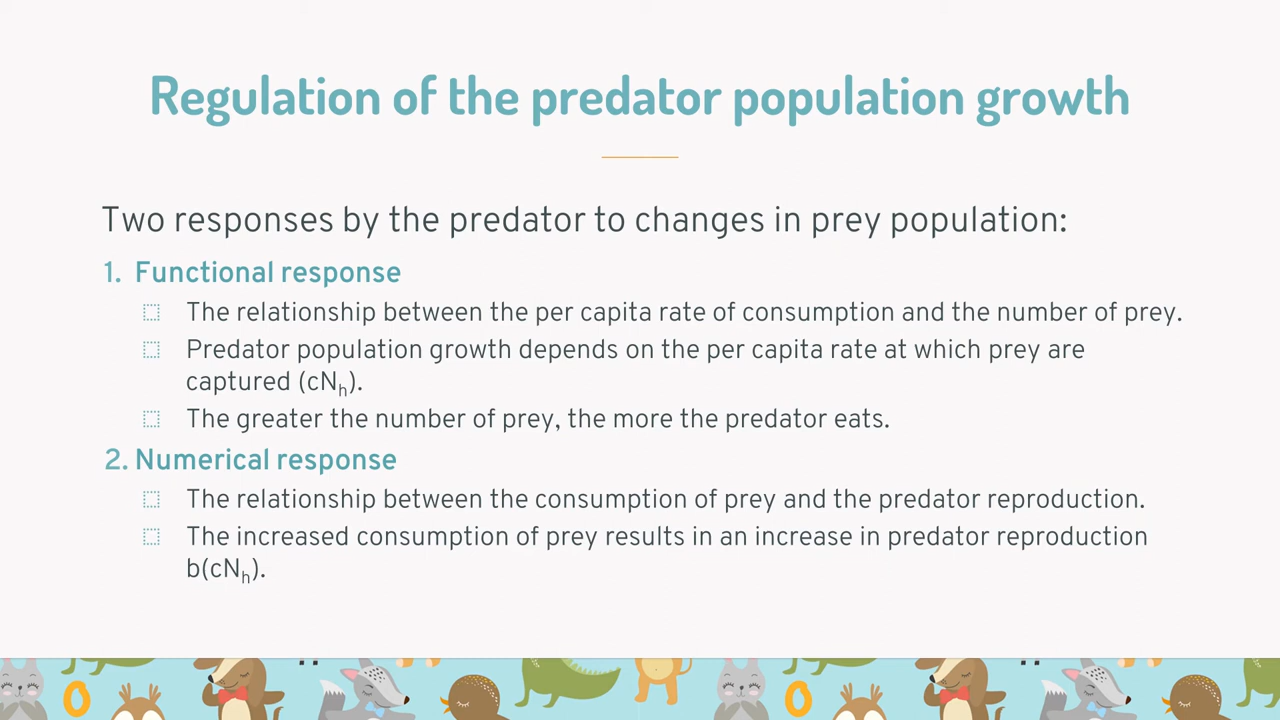 Regulation of the predator population growth
Two responses by the predator to changes in prey population:
1. Functional response
The relationship between the per capita rate of consumption and the number of prey.
Predator population growth depends on the per capita rate at which prey are
captured (cNh).
The greater the number of prey, the more the predator eats.
2. Numerical response
The relationship between the consumption of prey and the predator reproduction.
The increased consumption of prey results in an increase in predator reproduction
b(cNh).